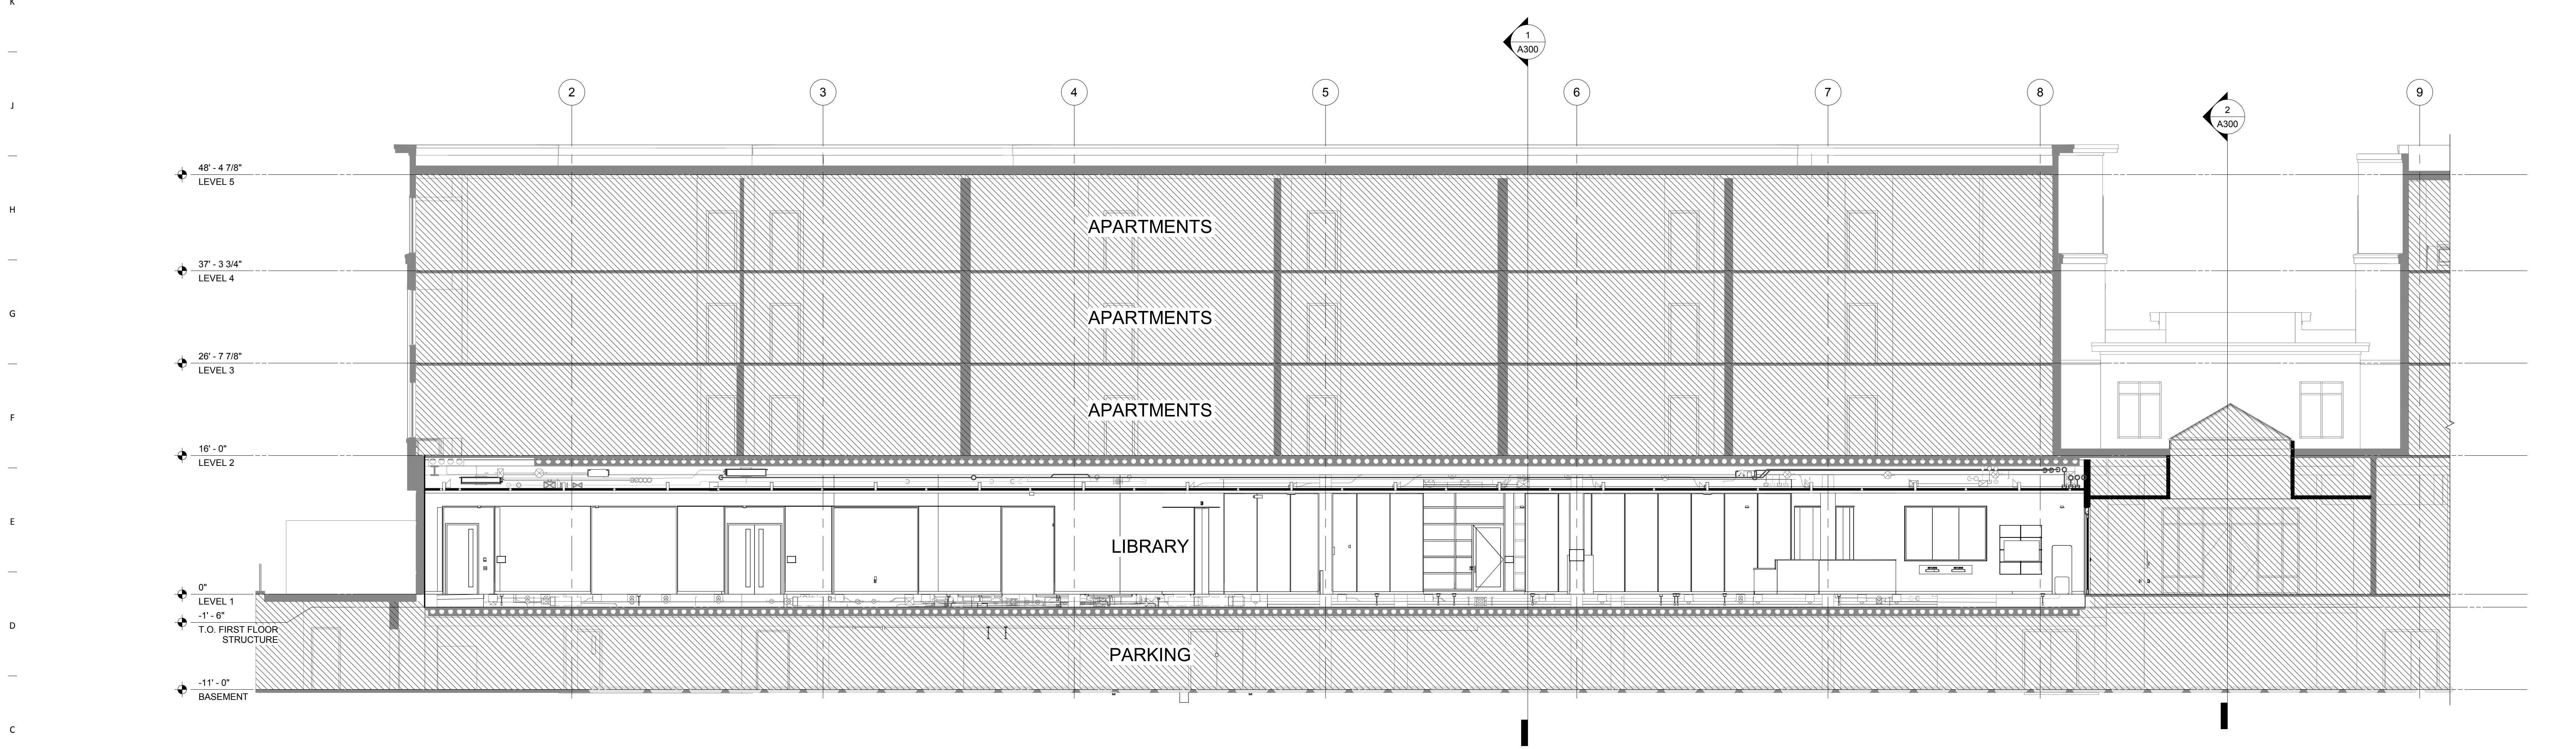 K
1
A300
J
2
3
4
5
6
7
8
9
2
A300
48' - 4 7/8"
LEVEL 5
H
APARTMENTS
37' - 3 3/4"
LEVEL 4
G
APARTMENTS
26' - 7 7/8"
LEVEL 3
F
APARTMENTS
16' - 0"
LEVEL 2
E
LIBRARY
0"
LEVEL 1
-1' - 6"
T.O. FIRST FLOOR
STRUCTURE
D
PARKING
-11' - 0"
BASEMENT
C